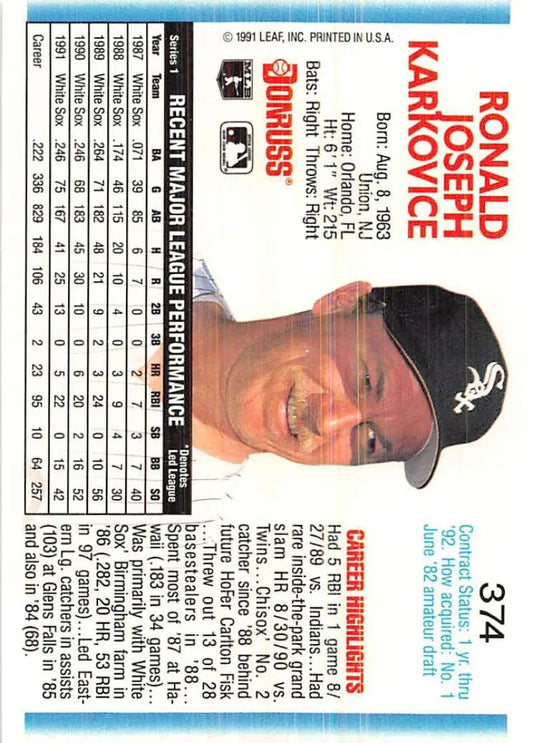 RONALD
JOSEPH
KARKOVICE
374
Contract Status: 1 yr. thru
'92. How acquired: No. 1
June '82 amateur draft
Born: Aug. 8, 1963
Union, NJ
Home: Orlando, FL
Ht: 6' 1" Wt: 215
Bats: Right Throws: Right
DONRUSS®
MLB
© 1991 LEAF, INC. PRINTED IN U.S.A.
Sox
CAREER HIGHLIGHTS
Had 5 RBI in 1 game 8/
27/89 vs. Indians...Had
rare inside-the-park grand
slam HR 8/30/90 vs.
Twins...Chisox' No. 2
catcher since '88 behind
future HoFer Carlton Fisk
...Threw out 13 of 28
basestealers in '88...
Spent most of '87 at Ha-
waii (.183 in 34 games)...
Was primarily with White
Sox' Birmingham farm in
'86 (.282, 20 HR, 53 RBI
in 97 games)...Led East-
ern Lg. catchers in assists
(103) at Glens Falls in '85
and also in '84 (68).
Series 1 RECENT MAJOR LEAGUE PERFORMANCE *Denotes
Led League
Year Team BA G AB H R 2B 3B HR RBI SB BB SO
1987 White Sox .071 39 85 6 7 0 0 2 7 3 7 40
1988 White Sox .174 46 115 20 10 4 0 3 9 4 7 30
1989 White Sox .264 71 182 48 21 9 2 3 24 0 10 56
1990 White Sox .246 68 183 45 30 10 0 6 20 2 16 52
1991 White Sox .246 75 167 41 25 13 0 5 22 0 15 42
Career .222 336 829 184 106 43 2 23 95 10 64 257